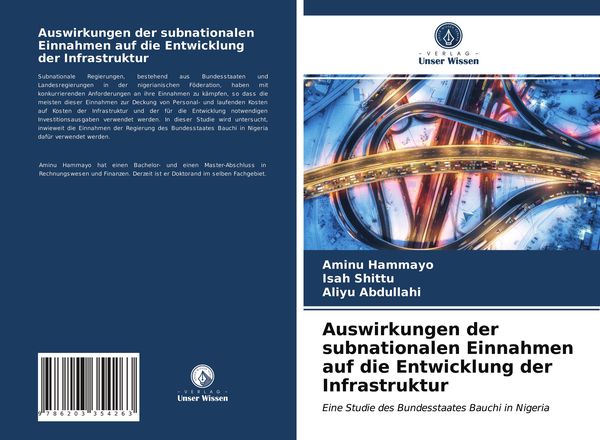 Auswirkungen der subnationalen
Einnahmen auf die Entwicklung
der Infrastruktur
Subnationale Regierungen, bestehend aus Bundesstaaten und
Landesregierungen in der nigerianischen Föderation, haben mit
konkurrierenden Anforderungen an ihre Einnahmen zu kämpfen, so dass die
meisten dieser Einnahmen zur Deckung von Personal- und laufenden Kosten
auf Kosten der Infrastruktur und der für die Entwicklung notwendigen
Investitionsausgaben verwendet werden. In dieser Studie wird untersucht,
inwieweit die Einnahmen der Regierung des Bundesstaates Bauchi in Nigeria
dafür verwendet werden.
Aminu Hammayo hat einen Bachelor- und einen Master-Abschluss in
Rechnungswesen und Finanzen. Derzeit ist er Doktorand im selben Fachgebiet.
9 786203 354263
VERLAG
Unser Wissen
VERLAG
Unser Wissen
Aminu Hammayo
Isah Shittu
Aliyu Abdullahi
Auswirkungen der
subnationalen Einnahmen
auf die Entwicklung der
Infrastruktur
Eine Studie des Bundesstaates Bauchi in Nigeria